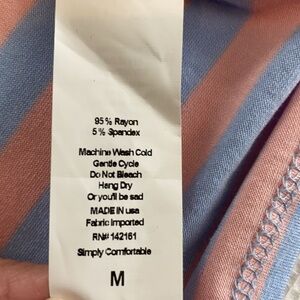 95% Rayon
5% Spandex
Machine Wash Cold
Gentle Cycle
Do Not Bleach
Hang Dry
Or you'll be sad
MADE IN usa
Fabric Imported
RN# 142161
Simply Comfortable
M